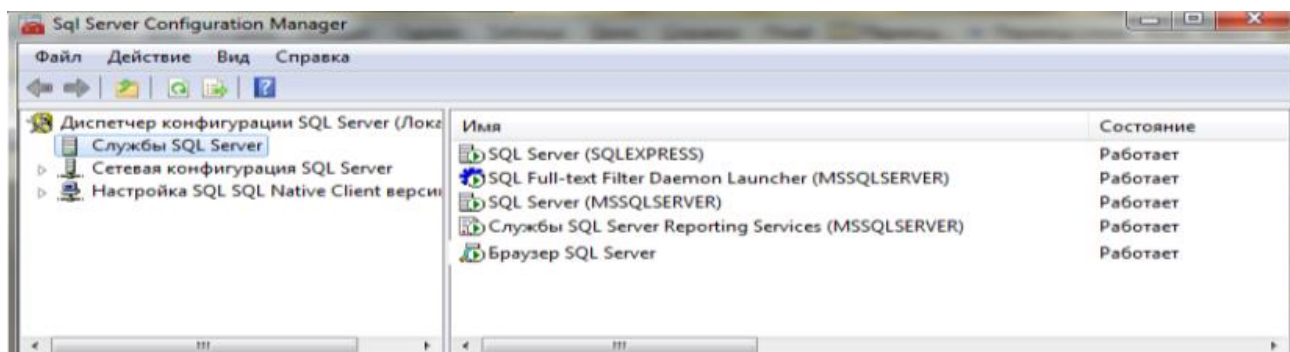 Sql Server Configuration Manager
Файл Действие Вид Справка
Диспетчер конфигурации SQL Server (Лока
Службы SQL Server
Сетевая конфигурация SQL Server
Настройка SQL SQL Native Client верси
Имя Состояние
SQL Server (SQLEXPRESS) Работает
SQL Full-text Filter Daemon Launcher (MSSQLSERVER) Работает
SQL Server (MSSQLSERVER) Работает
Службы SQL Server Reporting Services (MSSQLSERVER) Работает
Браузер SQL Server Работает